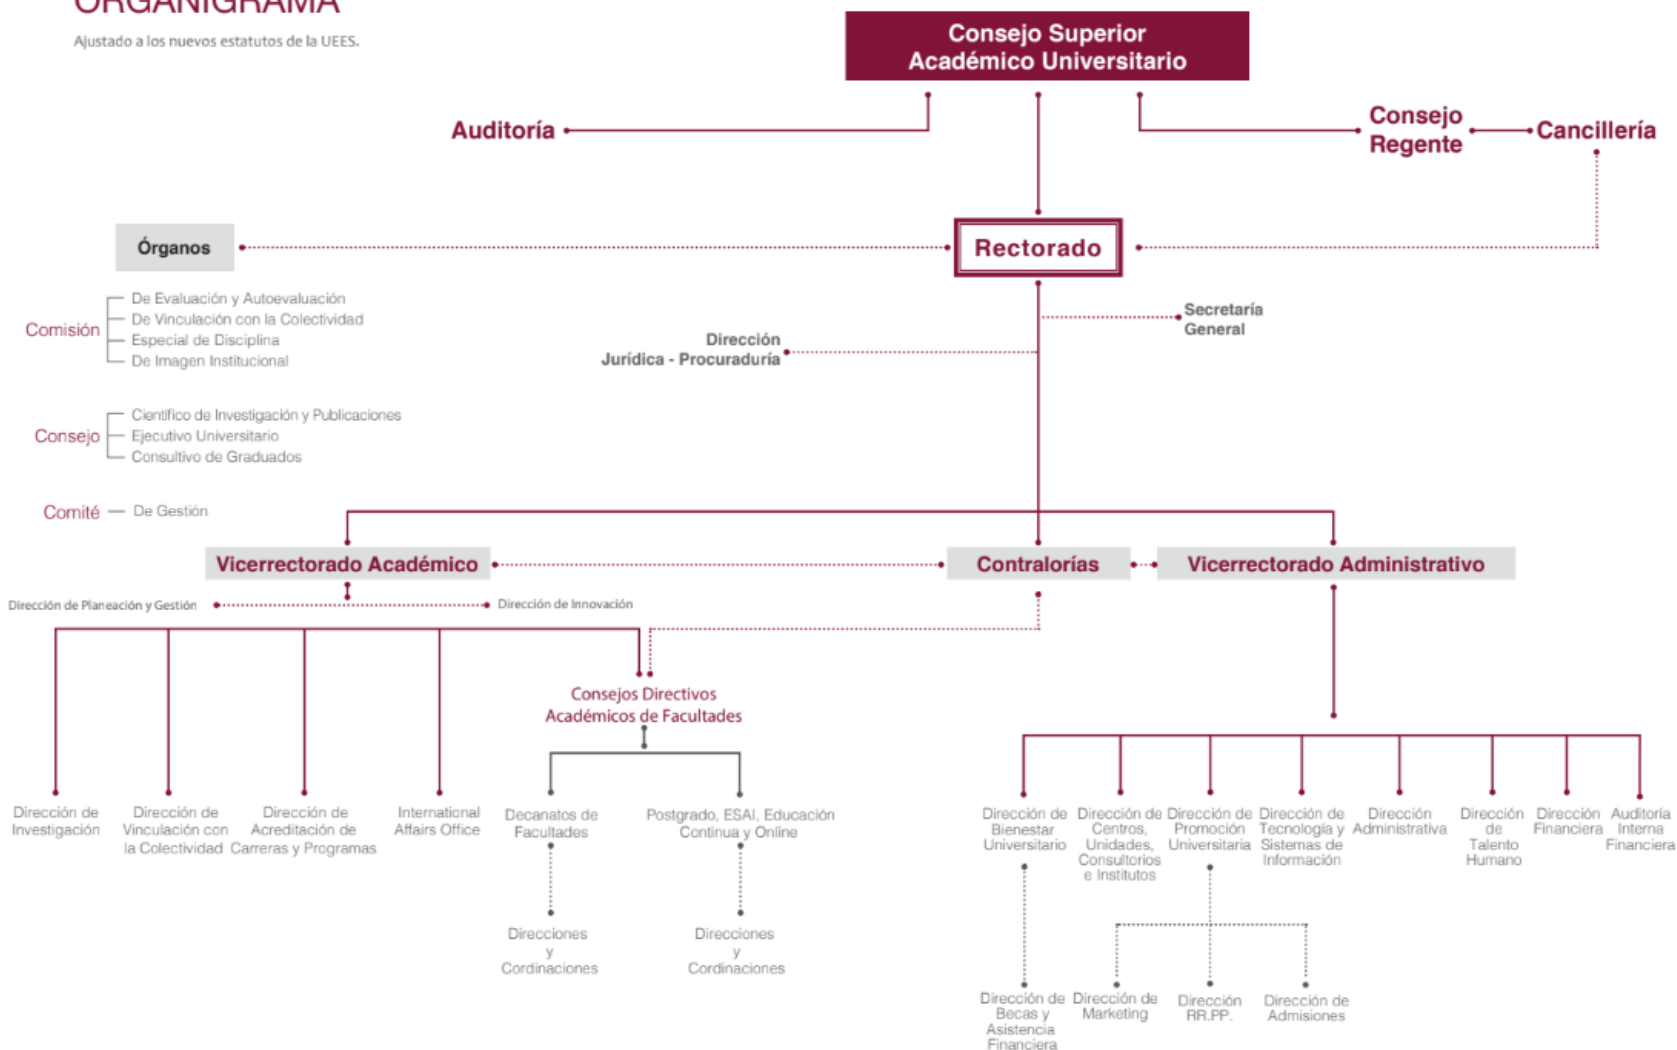 ORGANIGRAMA
Ajustado a los nuevos estatutos de la UEES.
Consejo Superior
Académico Universitario
Auditoría
Consejo
Regente
Cancillería
Órganos
Rectorado
Comisión
De Evaluación y Autoevaluación
De Vinculación con la Colectividad
Especial de Disciplina
De Imagen Institucional
Secretaría
General
Dirección
Jurídica - Procuraduría
Consejo
Científico de Investigación y Publicaciones
Ejecutivo Universitario
Consultivo de Graduados
Comité
De Gestión
Vicerrectorado Académico
Contralorías
Vicerrectorado Administrativo
Dirección de Planeación y Gestión
Dirección de Innovación
Consejos Directivos
Académicos de Facultades
Dirección de
Investigación
Dirección de
Vinculación con
la Colectividad
Dirección de
Acreditación de
Carreras y Programas
International
Affairs Office
Decanatos de
Facultades
Postgrado, ESAI, Educación
Continua y Online
Direcciones
y
Cordinaciones
Direcciones
y
Cordinaciones
Dirección de
Bienestar
Universitario
Dirección de
Centros,
Unidades,
Consultorios
e Institutos
Dirección de
Promoción
Universitaria
Dirección de
Tecnología y
Sistemas de
Información
Dirección
Administrativa
Dirección
de
Talento
Humano
Dirección
Financiera
Auditoría
Interna
Financiera
Dirección de
Becas y
Asistencia
Financiera
Dirección de
Marketing
Dirección
RR.PP.
Dirección de
Admisiones